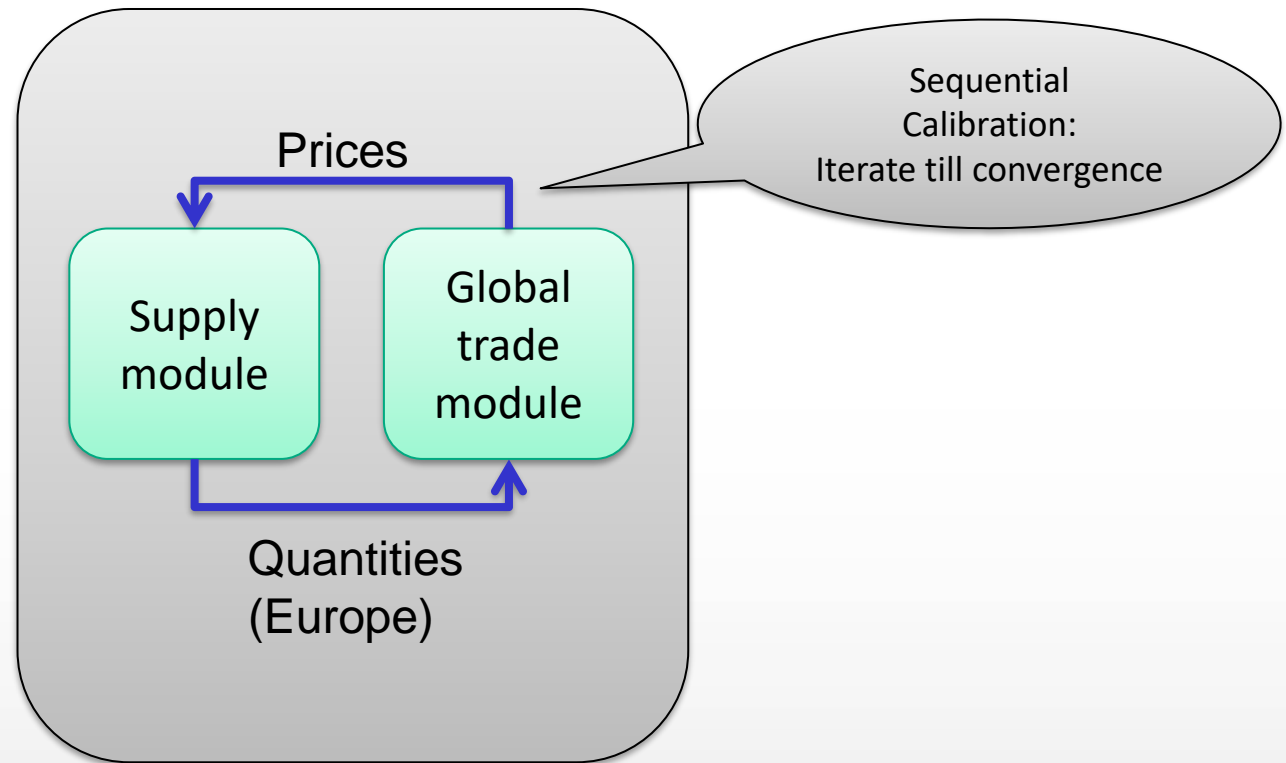 Sequential
Calibration:
Iterate till convergence
Prices
Supply
module
Global
trade
module
Quantities
(Europe)